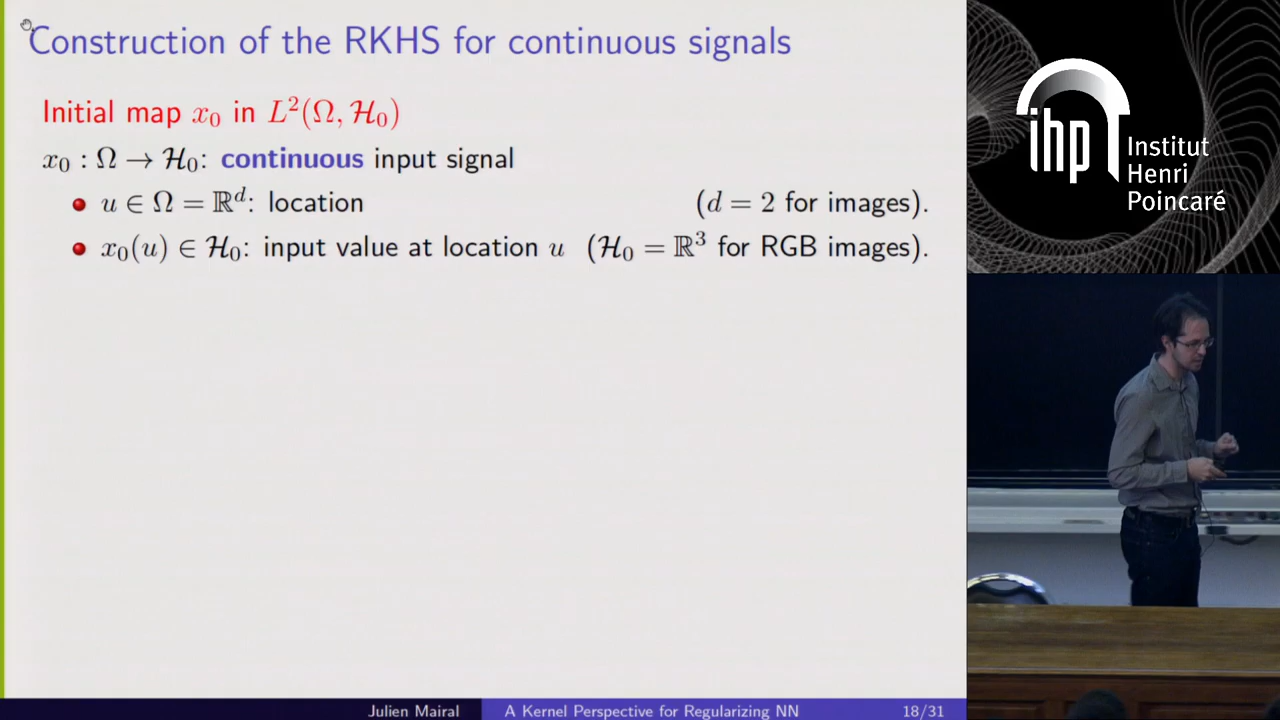 Construction of the RKHS for continuous signals
Initial map x₀ in L²(Ω, ℋ₀)
x₀ : Ω → ℋ₀: continuous input signal
u ∈ Ω = ℝᵈ: location (d = 2 for images).
x₀(u) ∈ ℋ₀: input value at location u (ℋ₀ = ℝ³ for RGB images).
ihp
Institut
Henri
Poincaré
Julien Mairal A Kernel Perspective for Regularizing NN 18/31